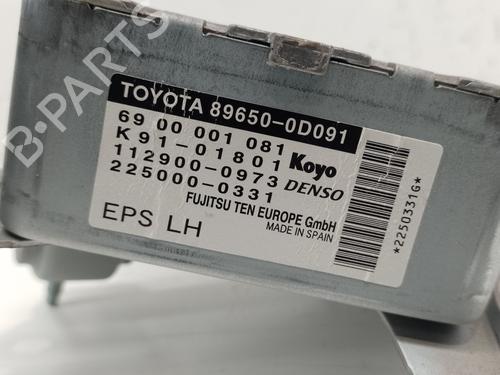 TOYOTA 89650-0D091
69 00 001 081
K91-01801 Koyo
112900-0973 DENSO
225000-0331
FUJITSU TEN EUROPE GmbH
MADE IN SPAIN
EPS LH
*2250331G*